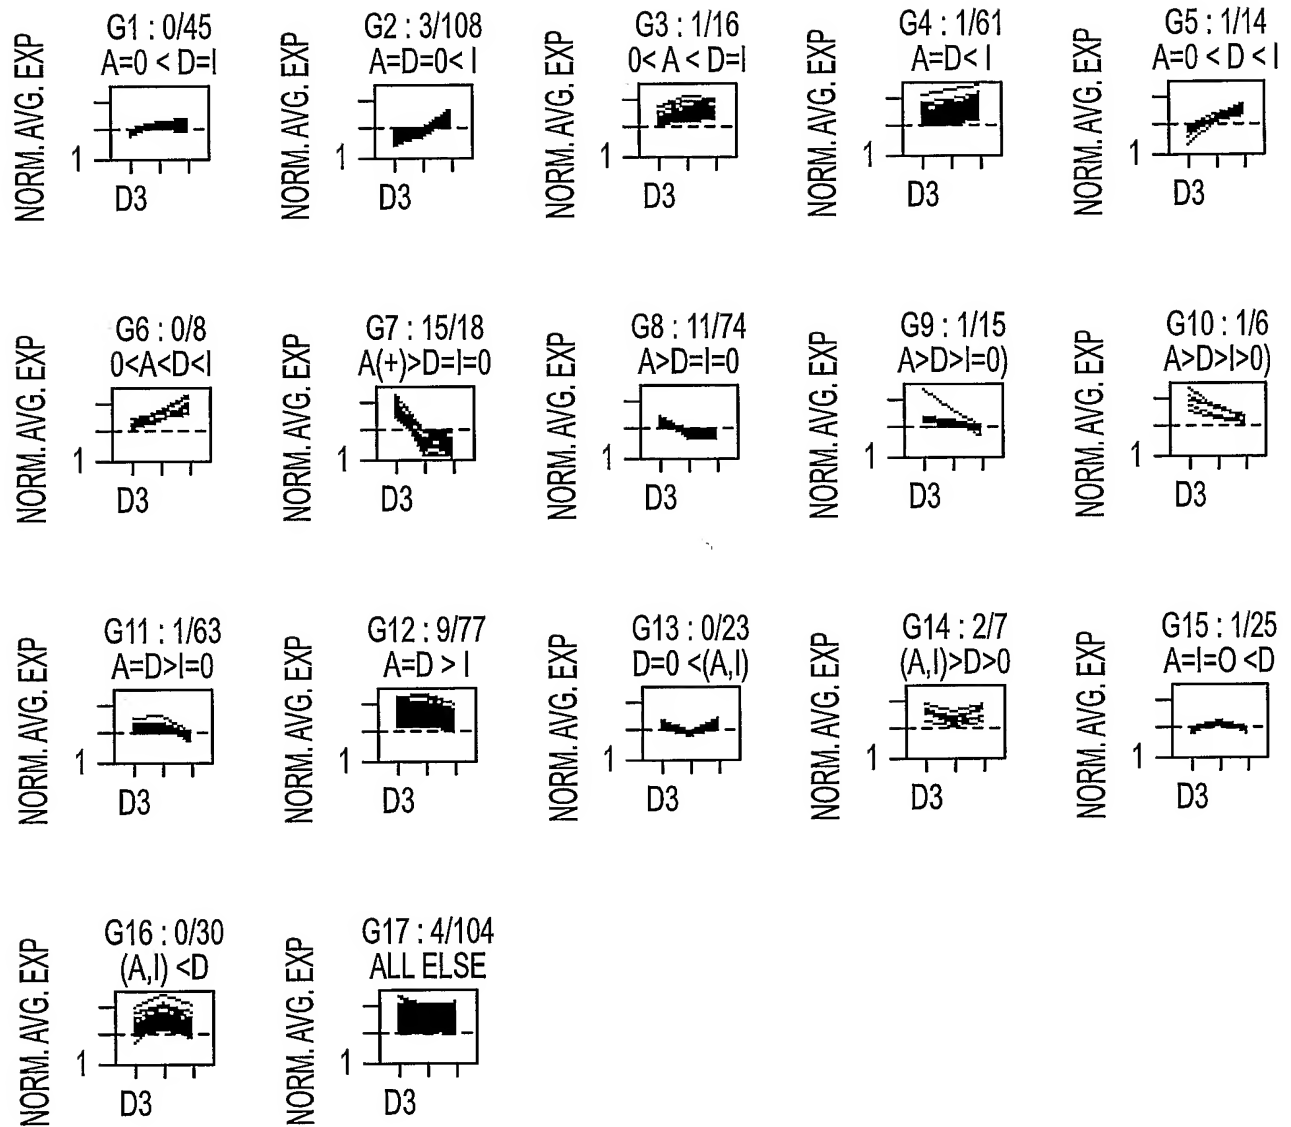 G1 : 0/45
A=0 < D=I
NORM. AVG. EXP
1
D3
G2 : 3/108
A=D=0< I
NORM. AVG. EXP
1
D3
G3 : 1/16
0< A < D=I
NORM. AVG. EXP
1
D3
G4 : 1/61
A=D< I
NORM. AVG. EXP
1
D3
G5 : 1/14
A=0 < D < I
NORM. AVG. EXP
1
D3
G6 : 0/8
0<A<D<I
NORM. AVG. EXP
1
D3
G7 : 15/18
A(+)>D=I=0
NORM. AVG. EXP
1
D3
G8 : 11/74
A>D=I=0
NORM. AVG. EXP
1
D3
G9 : 1/15
A>D>I=0)
NORM. AVG. EXP
1
D3
G10 : 1/6
A>D>I>0)
NORM. AVG. EXP
1
D3
G11 : 1/63
A=D>I=0
NORM. AVG. EXP
1
D3
G12 : 9/77
A=D > I
NORM. AVG. EXP
1
D3
G13 : 0/23
D=0 <(A,I)
NORM. AVG. EXP
1
D3
G14 : 2/7
(A,I)>D>0
NORM. AVG. EXP
1
D3
G15 : 1/25
A=I=O <D
NORM. AVG. EXP
1
D3
G16 : 0/30
(A,I) <D
NORM. AVG. EXP
1
D3
G17 : 4/104
ALL ELSE
NORM. AVG. EXP
1
D3